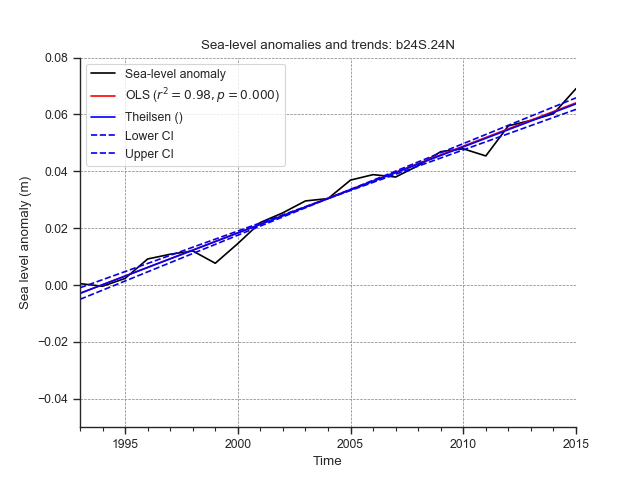 Sea-level anomalies and trends: b24S.24N
Sea-level anomaly
OLS (r² = 0.98, p = 0.000)
Theilsen ()
Lower CI
Upper CI
Sea level anomaly (m)
0.08
0.06
0.04
0.02
0.00
−0.02
−0.04
1995 2000 2005 2010 2015
Time